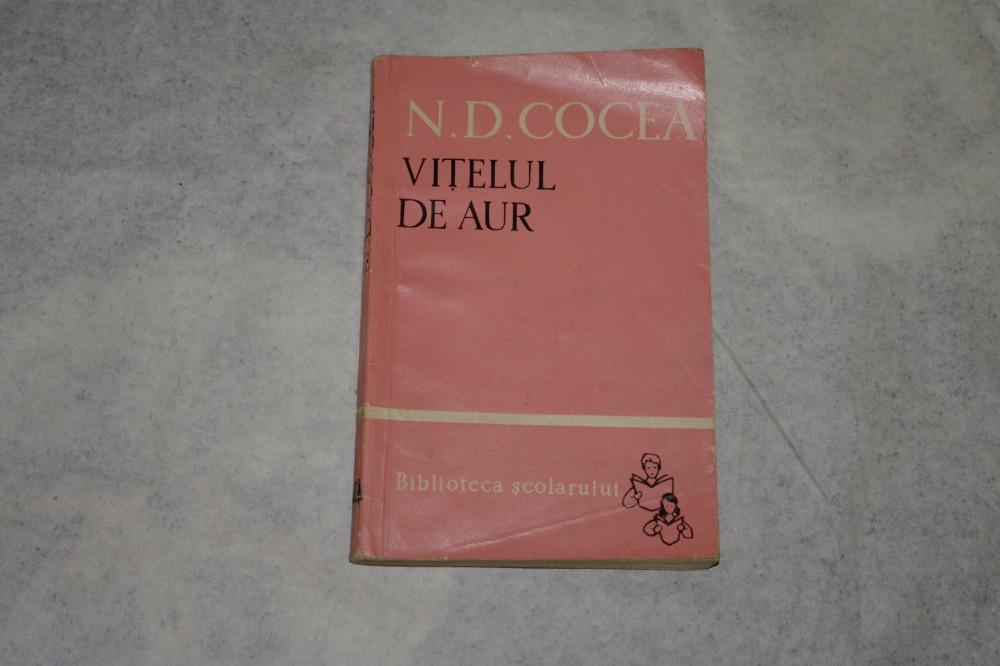 N.D.COCEA
VIȚELUL
DE AUR
Biblioteca școlarului